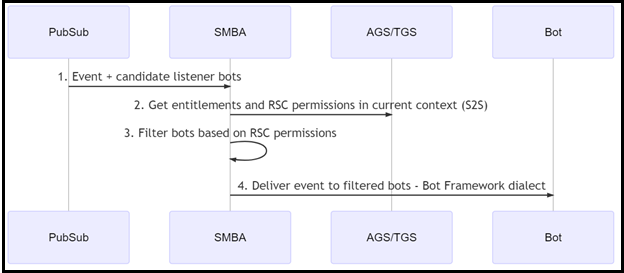 PubSub
SMBA
AGS/TGS
Bot
1. Event + candidate listener bots
2. Get entitlements and RSC permissions in current context (S2S)
3. Filter bots based on RSC permissions
4. Deliver event to filtered bots - Bot Framework dialect
PubSub
SMBA
AGS/TGS
Bot